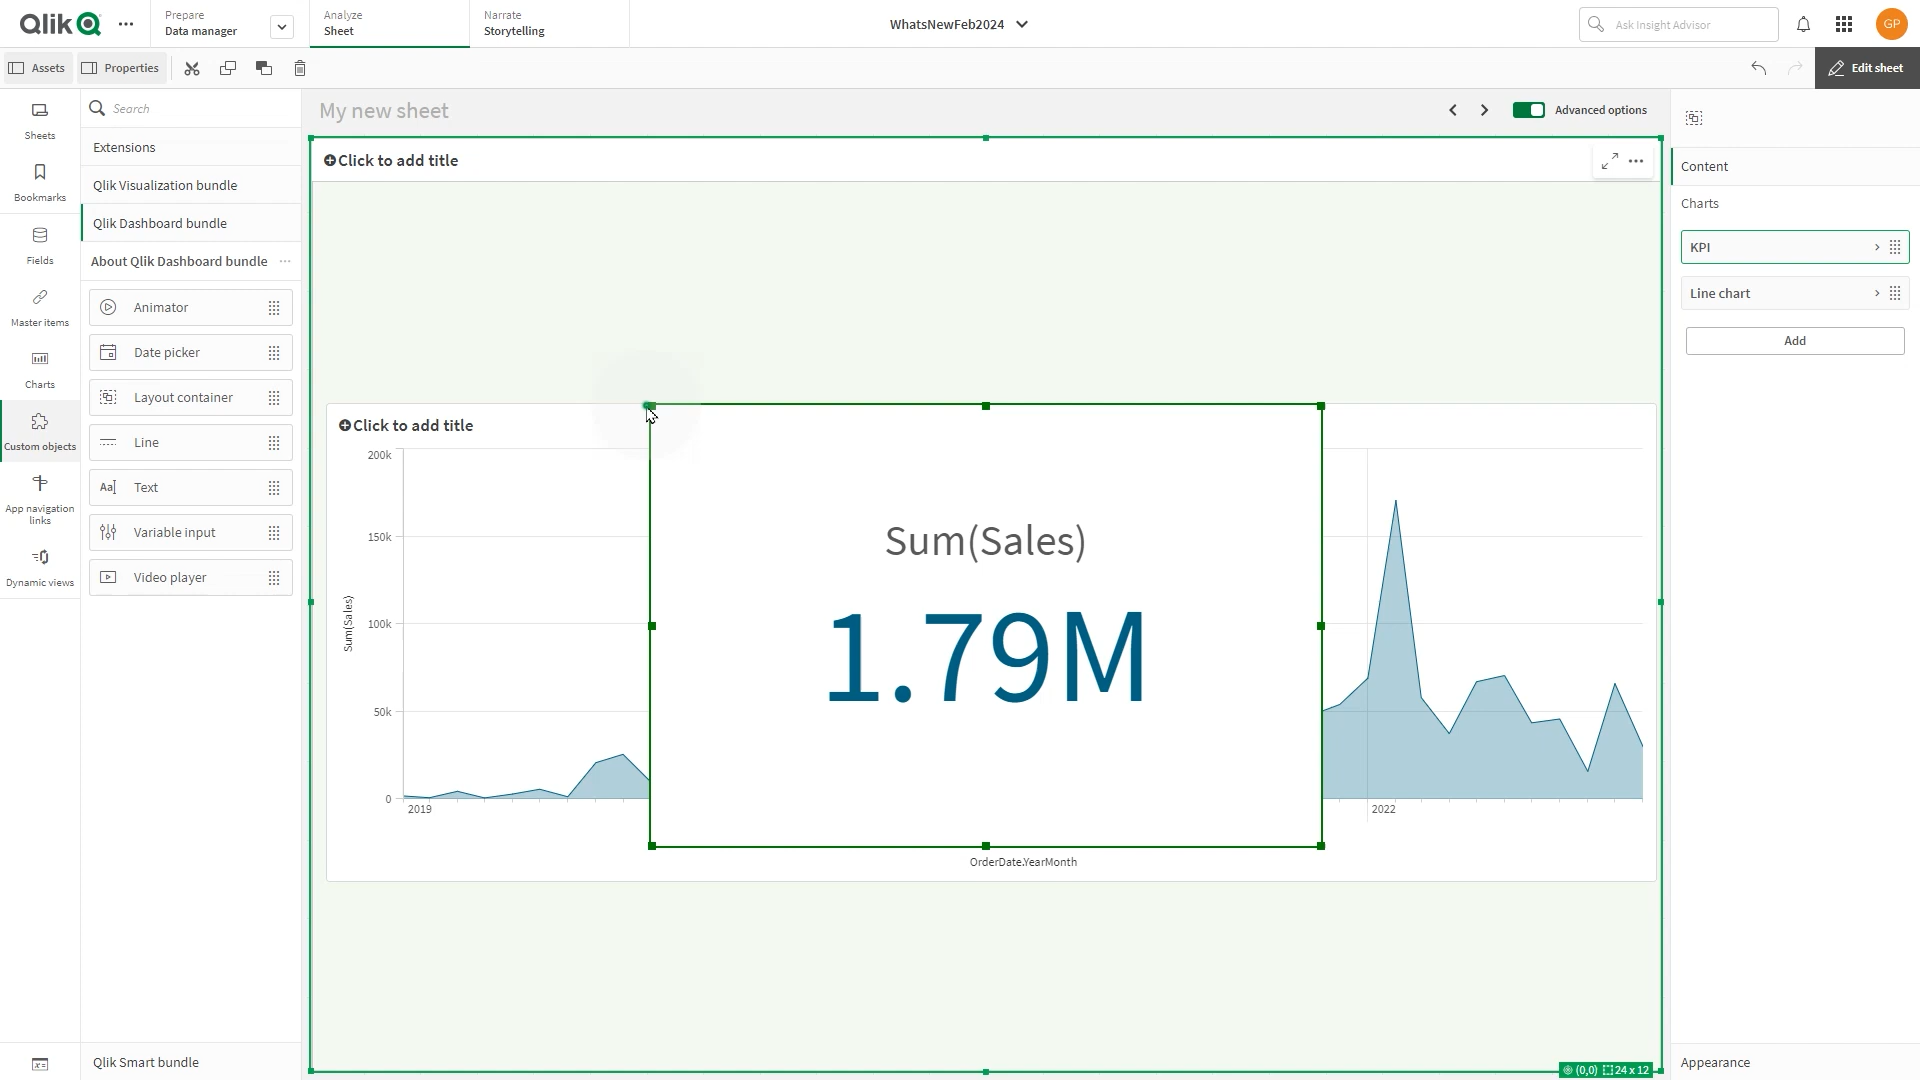 Qlik
Prepare
Data manager
Analyze
Sheet
Narrate
Storytelling
WhatsNewFeb2024
Ask Insight Advisor
GP
Assets
Properties
Edit sheet
Sheets
Bookmarks
Fields
Master items
Charts
Custom objects
App navigation
links
Dynamic views
Search
Extensions
Qlik Visualization bundle
Qlik Dashboard bundle
About Qlik Dashboard bundle
Animator
Date picker
Layout container
Line
Aa Text
Variable input
Video player
Qlik Smart bundle
My new sheet
Advanced options
Click to add title
Click to add title
200k
150k
100k
50k
0
Sum(Sales)
2019
2022
OrderDate.YearMonth
Sum(Sales)
1.79M
(0,0) 24 x 12
Content
Charts
KPI
Line chart
Add
Appearance